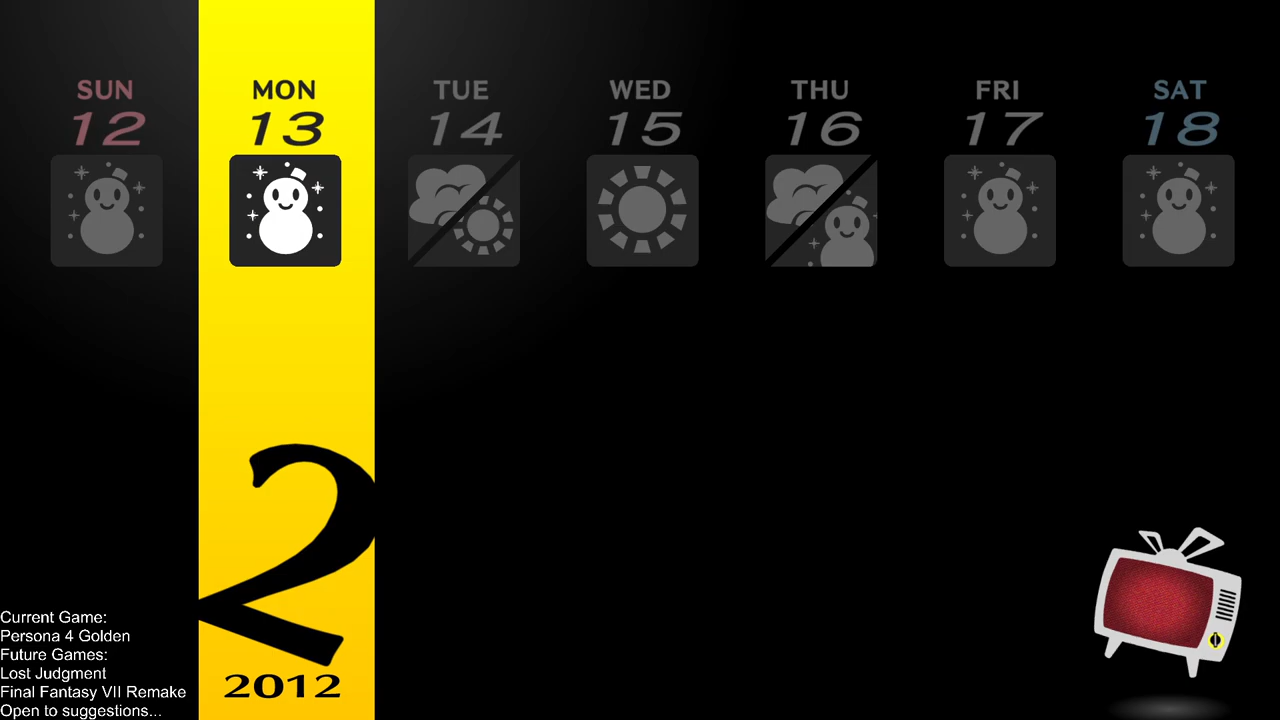 SUN MON TUE WED THU FRI SAT
12 13 14 15 16 17 18
2
2012
Current Game:
Persona 4 Golden
Future Games:
Lost Judgment
Final Fantasy VII Remake
Open to suggestions...